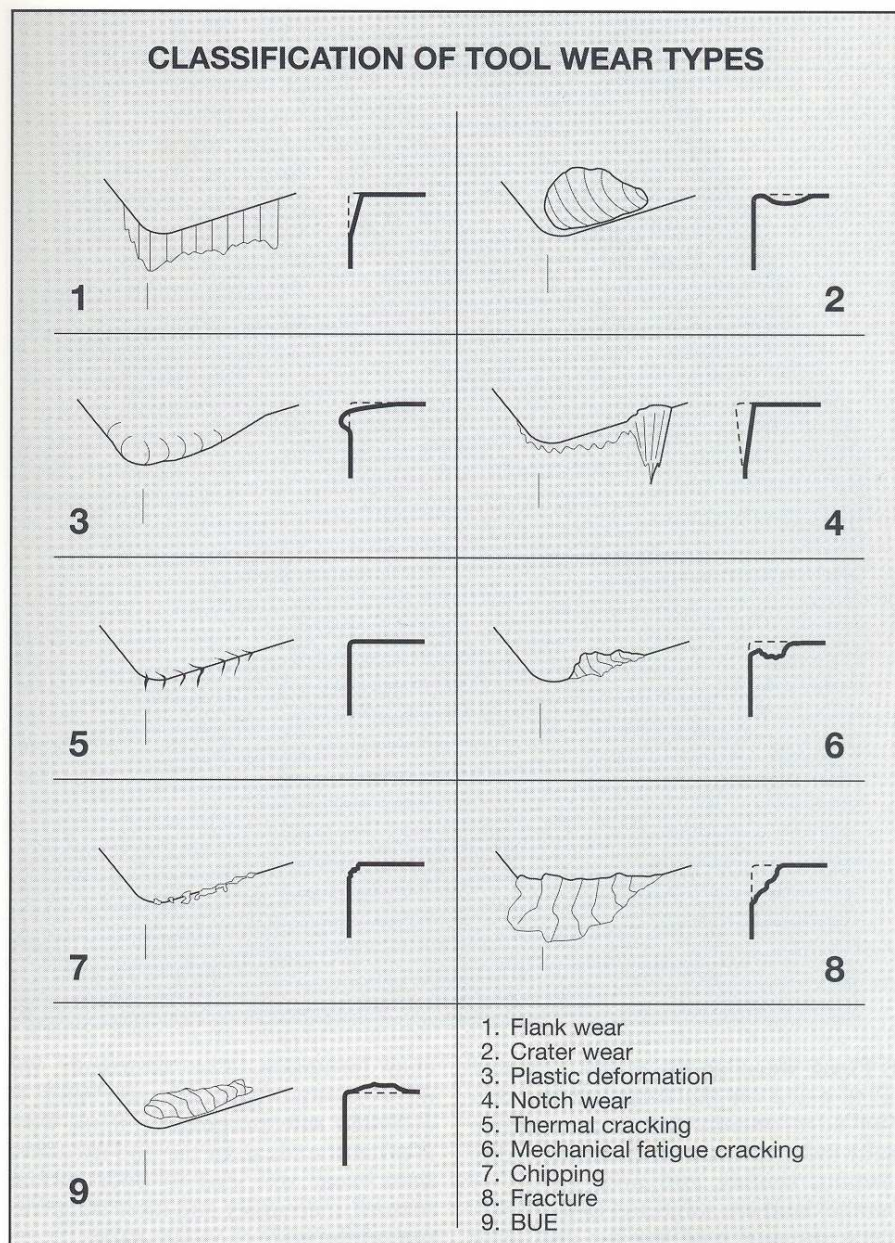 CLASSIFICATION OF TOOL WEAR TYPES
1
2
3
4
5
6
7
8
9
1. Flank wear
2. Crater wear
3. Plastic deformation
4. Notch wear
5. Thermal cracking
6. Mechanical fatigue cracking
7. Chipping
8. Fracture
9. BUE